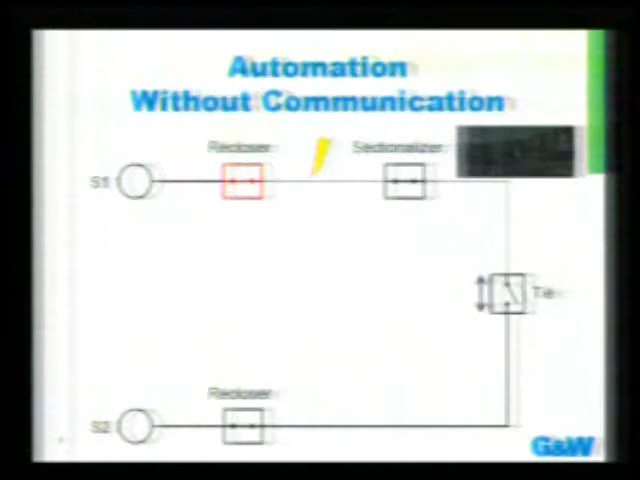 Automation
Without Communication
Recloser
Sectionalizer
S1
Tie
Recloser
S2
G&W